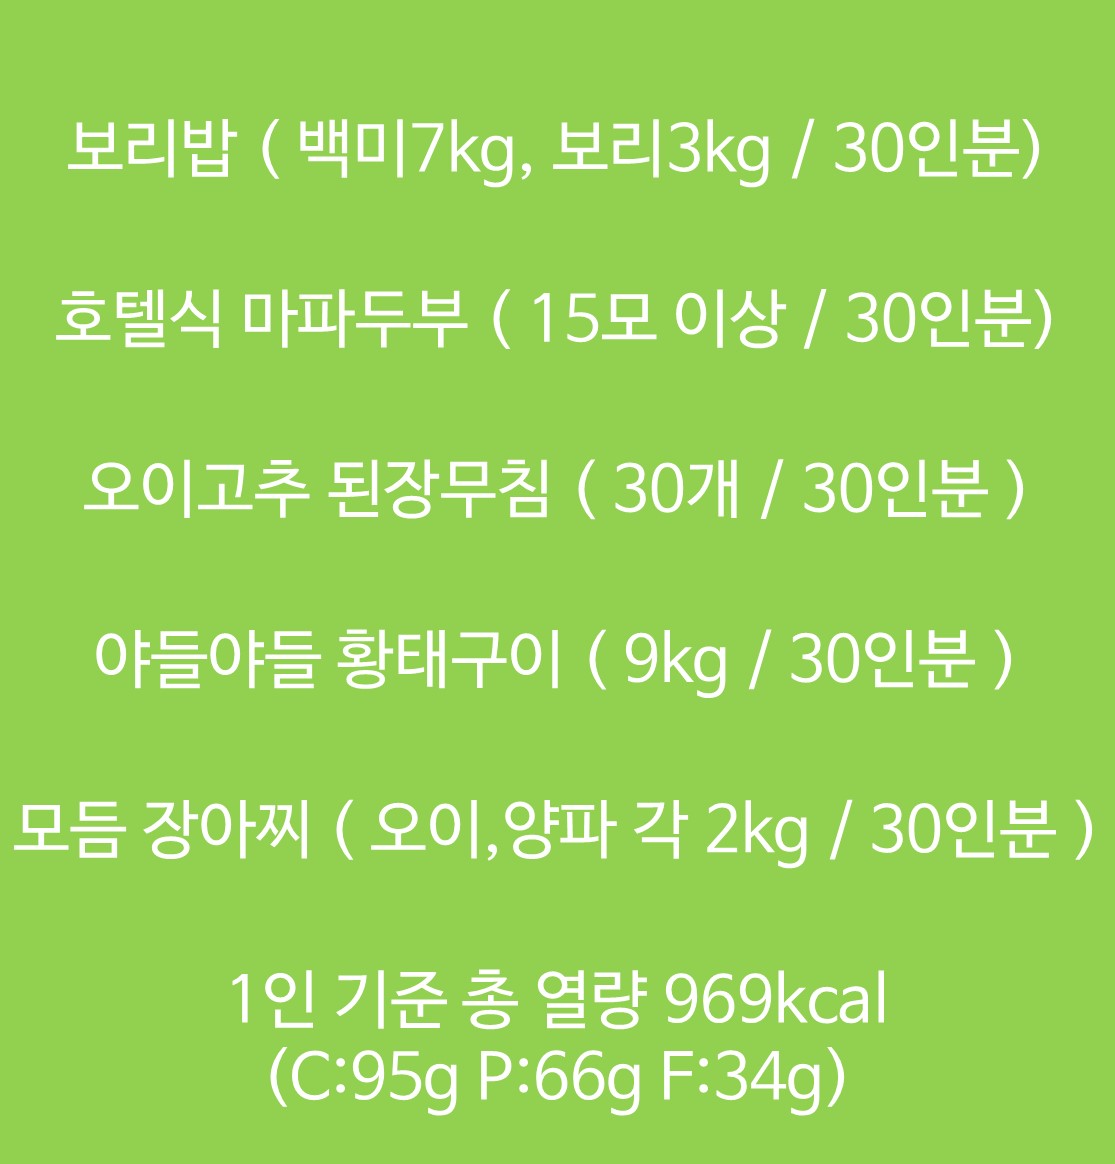 보리밥 ( 백미7kg, 보리3kg / 30인분)
호텔식 마파두부 ( 15모 이상 / 30인분)
오이고추 된장무침 ( 30개 / 30인분 )
야들야들 황태구이 ( 9kg / 30인분 )
모듬 장아찌 ( 오이,양파 각 2kg / 30인분 )
1인 기준 총 열량 969kcal
(C:95g P:66g F:34g)